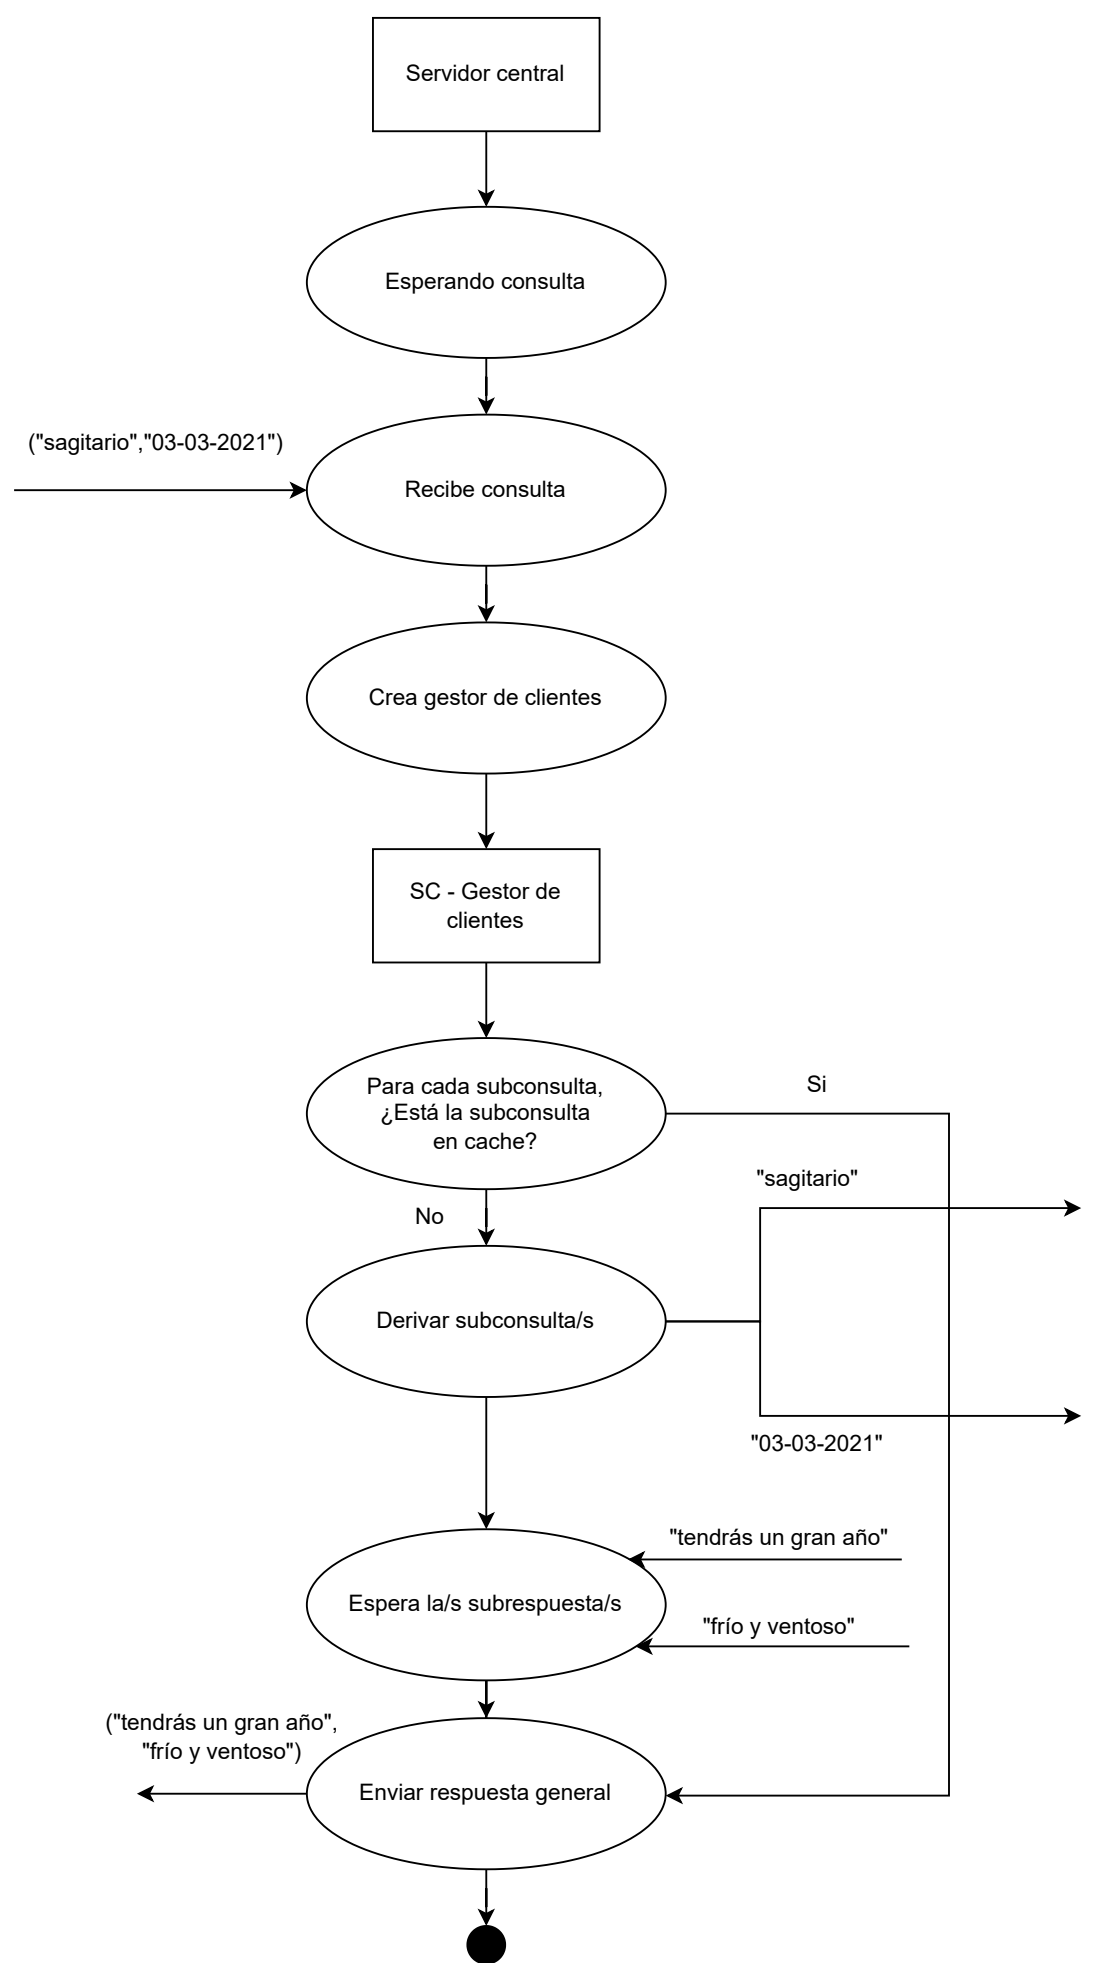 Servidor central
Esperando consulta
("sagitario","03-03-2021")
Recibe consulta
Crea gestor de clientes
SC - Gestor de
clientes
Para cada subconsulta,
¿Está la subconsulta
en cache?
Si
"sagitario"
No
Derivar subconsulta/s
"03-03-2021"
"tendrás un gran año"
Espera la/s subrespuesta/s
"frío y ventoso"
("tendrás un gran año",
"frío y ventoso")
Enviar respuesta general